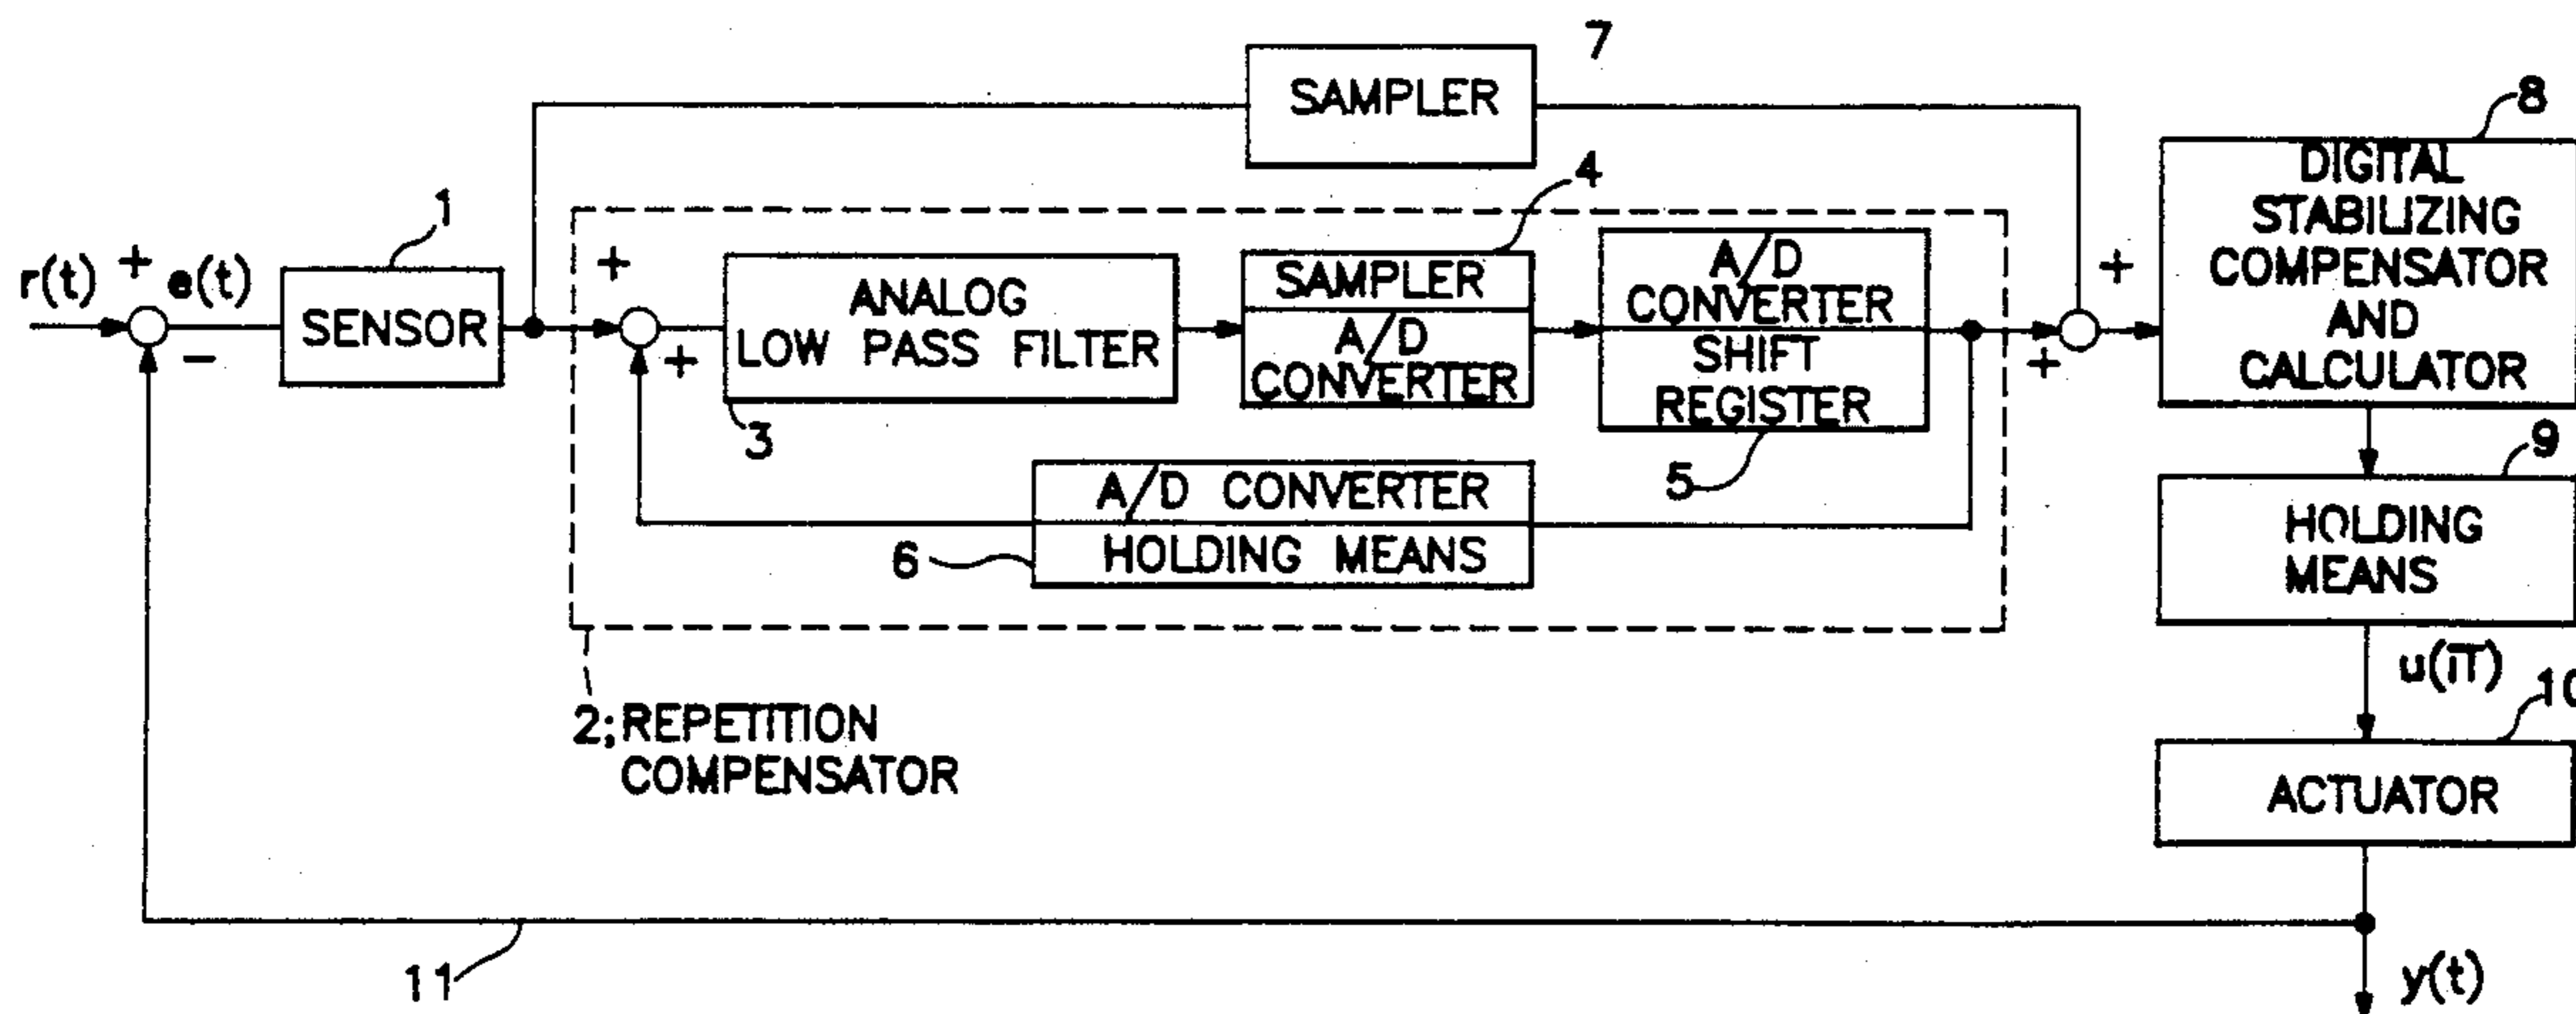 7
SAMPLER
8
DIGITAL
STABILIZING
COMPENSATOR
AND
CALCULATOR
4
1
r(t)
+
e(t)
-
SENSOR
+
+
ANALOG
LOW PASS FILTER
3
SAMPLER
A/D
CONVERTER
A/D
CONVERTER
SHIFT
REGISTER
5
+
+
A/D CONVERTER
HOLDING MEANS
6
9
HOLDING
MEANS
u(iT)
2;REPETITION
COMPENSATOR
10
ACTUATOR
11
y(t)